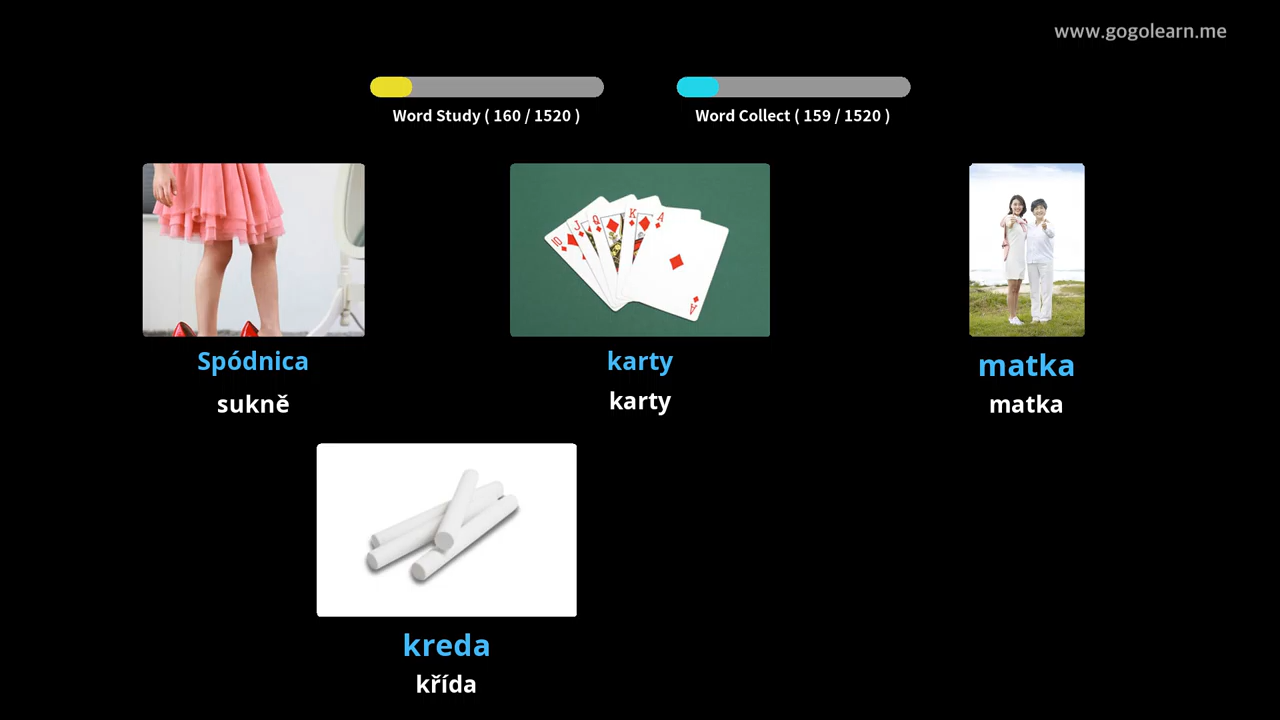 www.gogolearn.me
Word Study ( 160 / 1520 )
Word Collect ( 159 / 1520 )
10 J Q K A
A
Spódnica
sukně
karty
karty
matka
matka
kreda
křída